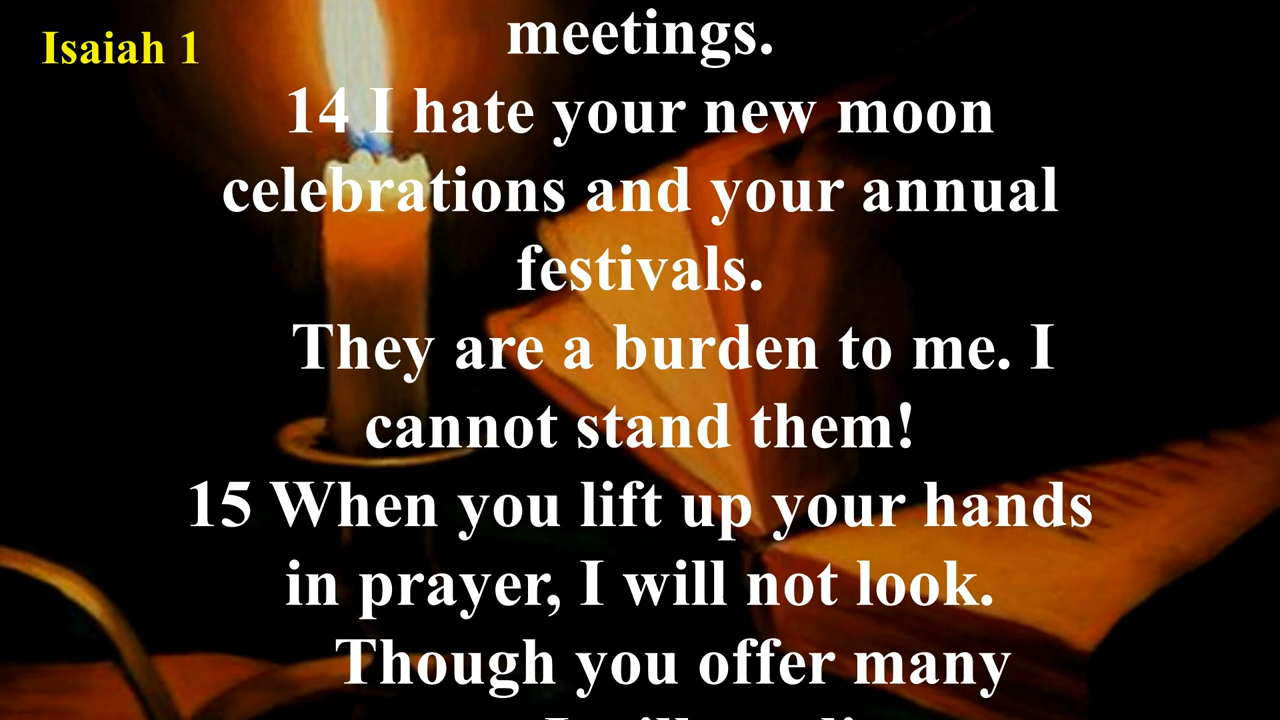 Isaiah 1
meetings.
14 I hate your new moon
celebrations and your annual
festivals.
They are a burden to me. I
cannot stand them!
15 When you lift up your hands
in prayer, I will not look.
Though you offer many